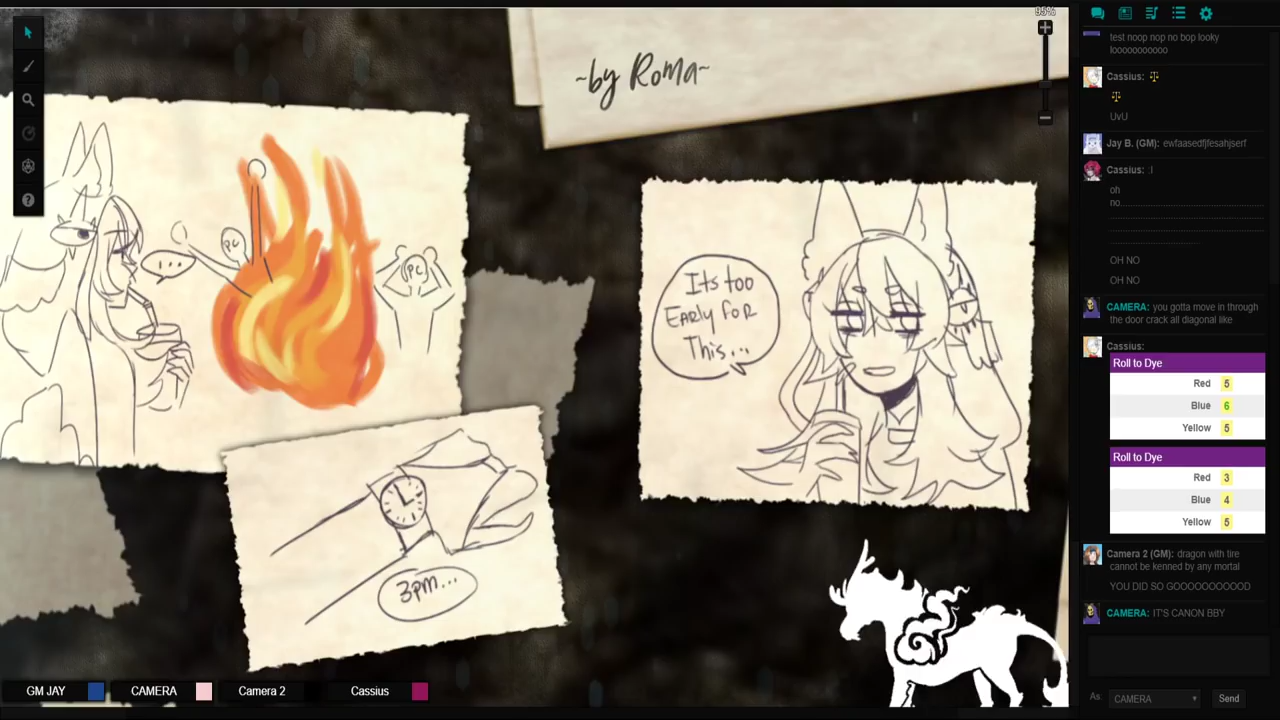 ~by Roma~
PC
...
PC
3pm...
Its too
Early for
This...
95%
test noop nop no bop looky
looooooooooo
Cassius:
UvU
Jay B. (GM): ewfaasedfjfesahjserf
Cassius: :I
oh
no
OH NO
OH NO
CAMERA: you gotta move in through
the door crack all diagonal like
Cassius:
Roll to Dye
Red 5
Blue 6
Yellow 5
Roll to Dye
Red 3
Blue 4
Yellow 5
Camera 2 (GM): dragon with tire
cannot be kenned by any mortal
YOU DID SO GOOOOOOOOOOD
CAMERA: IT'S CANON BBY
As: CAMERA Send
GM JAY CAMERA Camera 2 Cassius